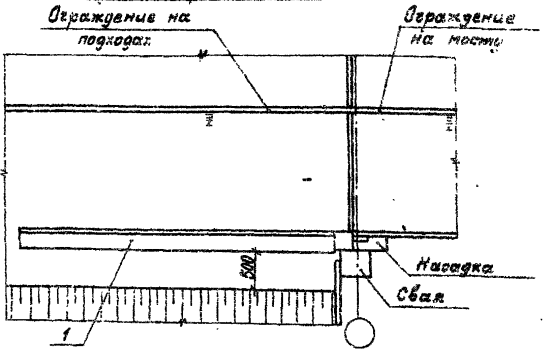 Ограждение на
подходах
Ограждение
на мосту
500
Насадка
Свая
1